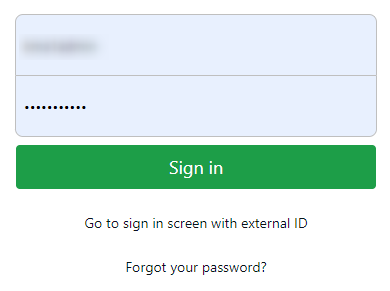 •••••••••••
Sign in
Go to sign in screen with external ID
Forgot your password?